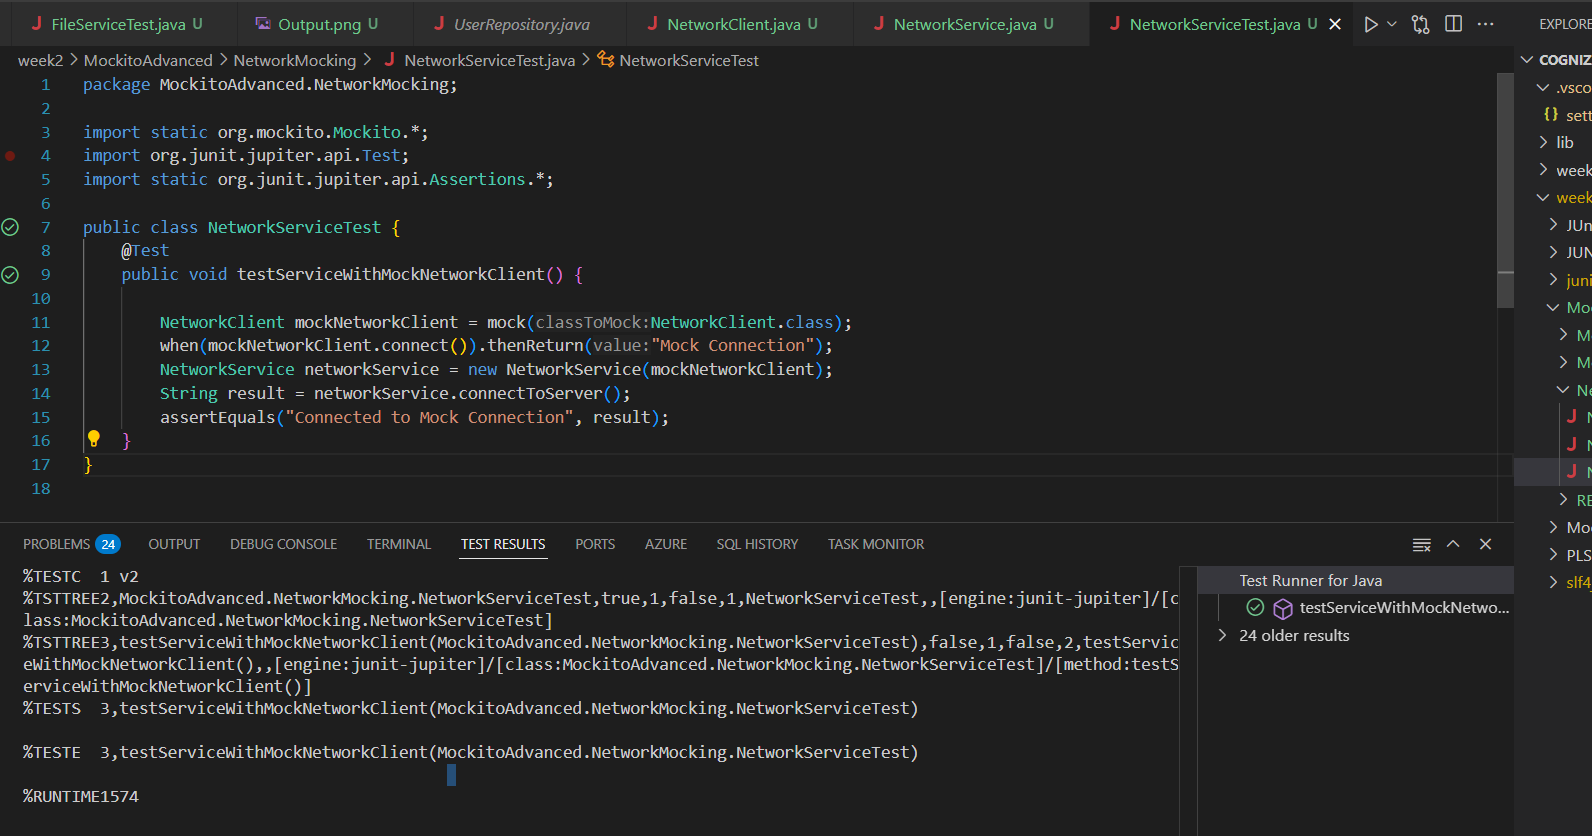 FileServiceTest.java U
Output.png U
UserRepository.java
NetworkClient.java U
NetworkService.java U
NetworkServiceTest.java U
EXPLORE
week2 > MockitoAdvanced > NetworkMocking > NetworkServiceTest.java > NetworkServiceTest
1 package MockitoAdvanced.NetworkMocking;
2
3 import static org.mockito.Mockito.*;
4 import org.junit.jupiter.api.Test;
5 import static org.junit.jupiter.api.Assertions.*;
6
7 public class NetworkServiceTest {
8 @Test
9 public void testServiceWithMockNetworkClient() {
10
11 NetworkClient mockNetworkClient = mock(classToMock:NetworkClient.class);
12 when(mockNetworkClient.connect()).thenReturn(value:"Mock Connection");
13 NetworkService networkService = new NetworkService(mockNetworkClient);
14 String result = networkService.connectToServer();
15 assertEquals("Connected to Mock Connection", result);
16 }
17 }
18
COGNIZ
.vsco
{} sett
lib
week
week
JUn
JUN
juni
Moc
M
M
Ne
N
N
N
RE
Mo
PLS
slf4
PROBLEMS 24
OUTPUT
DEBUG CONSOLE
TERMINAL
TEST RESULTS
PORTS
AZURE
SQL HISTORY
TASK MONITOR
%TESTC 1 v2
%TSTTREE2,MockitoAdvanced.NetworkMocking.NetworkServiceTest,true,1,false,1,NetworkServiceTest,,[engine:junit-jupiter]/[c
lass:MockitoAdvanced.NetworkMocking.NetworkServiceTest]
%TSTTREE3,testServiceWithMockNetworkClient(MockitoAdvanced.NetworkMocking.NetworkServiceTest),false,1,false,2,testServic
eWithMockNetworkClient(),,[engine:junit-jupiter]/[class:MockitoAdvanced.NetworkMocking.NetworkServiceTest]/[method:testS
erviceWithMockNetworkClient()]
%TESTS 3,testServiceWithMockNetworkClient(MockitoAdvanced.NetworkMocking.NetworkServiceTest)
%TESTE 3,testServiceWithMockNetworkClient(MockitoAdvanced.NetworkMocking.NetworkServiceTest)
%RUNTIME1574
Test Runner for Java
testServiceWithMockNetwo...
24 older results